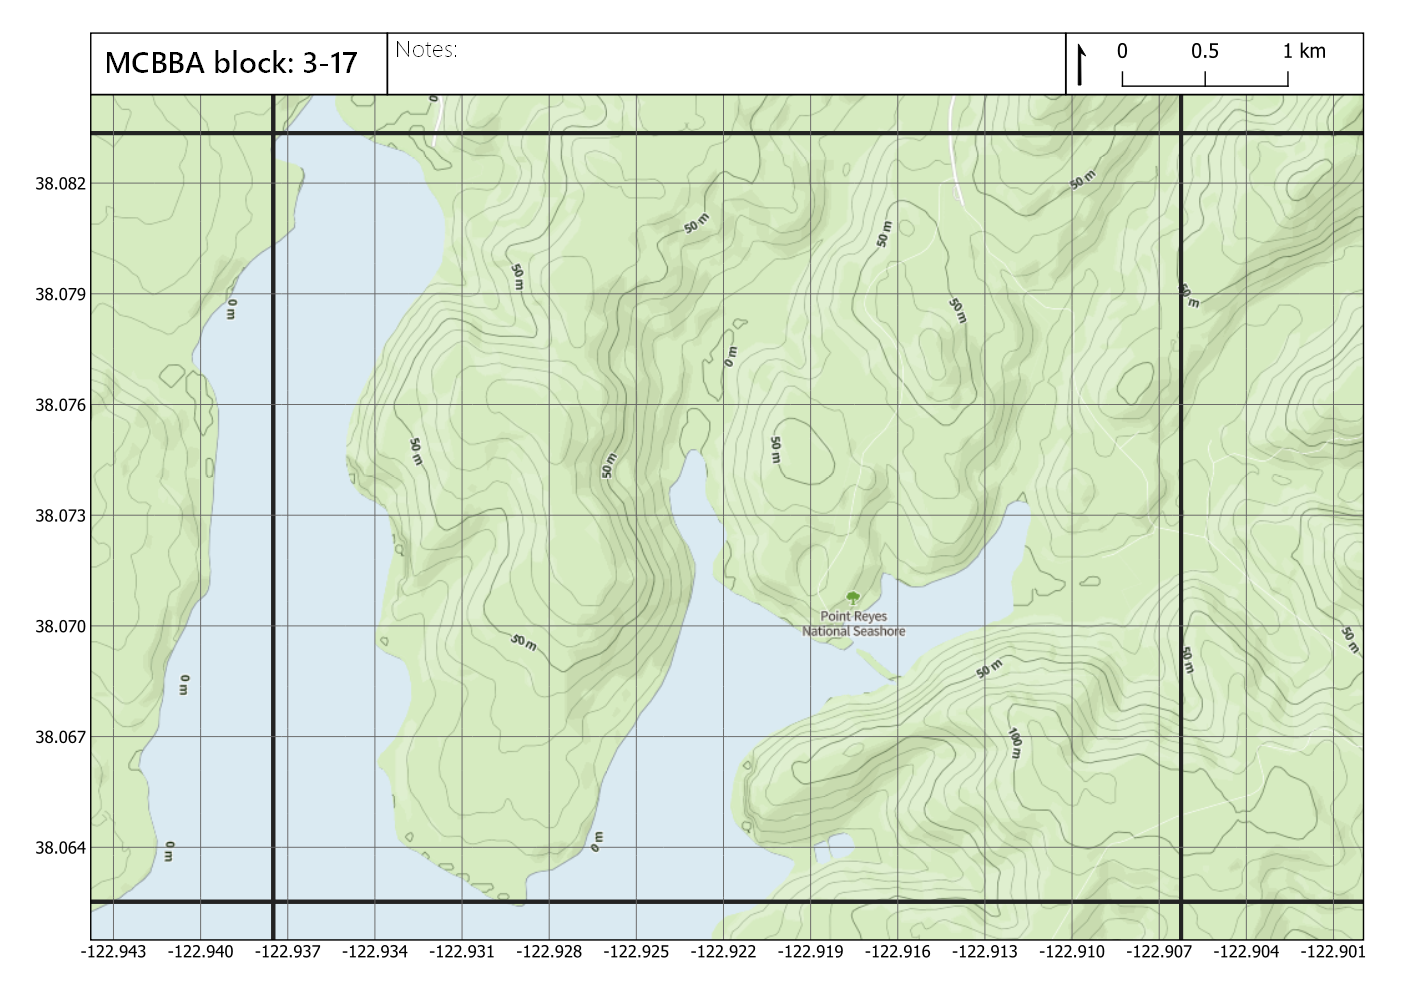 MCBBA block: 3-17
Notes:
0 0.5 1 km
0
38.082
50 m
50 m
50 m
50 m
38.079
0 m
50 m
50 m
0 m
38.076
50 m
50 m
50 m
38.073
Point Reyes
National Seashore
38.070
50 m
50 m
50 m
50 m
0 m
38.067
100 m
38.064
0 m
0 m
-122.943 -122.940 -122.937 -122.934 -122.931 -122.928 -122.925 -122.922 -122.919 -122.916 -122.913 -122.910 -122.907 -122.904 -122.901